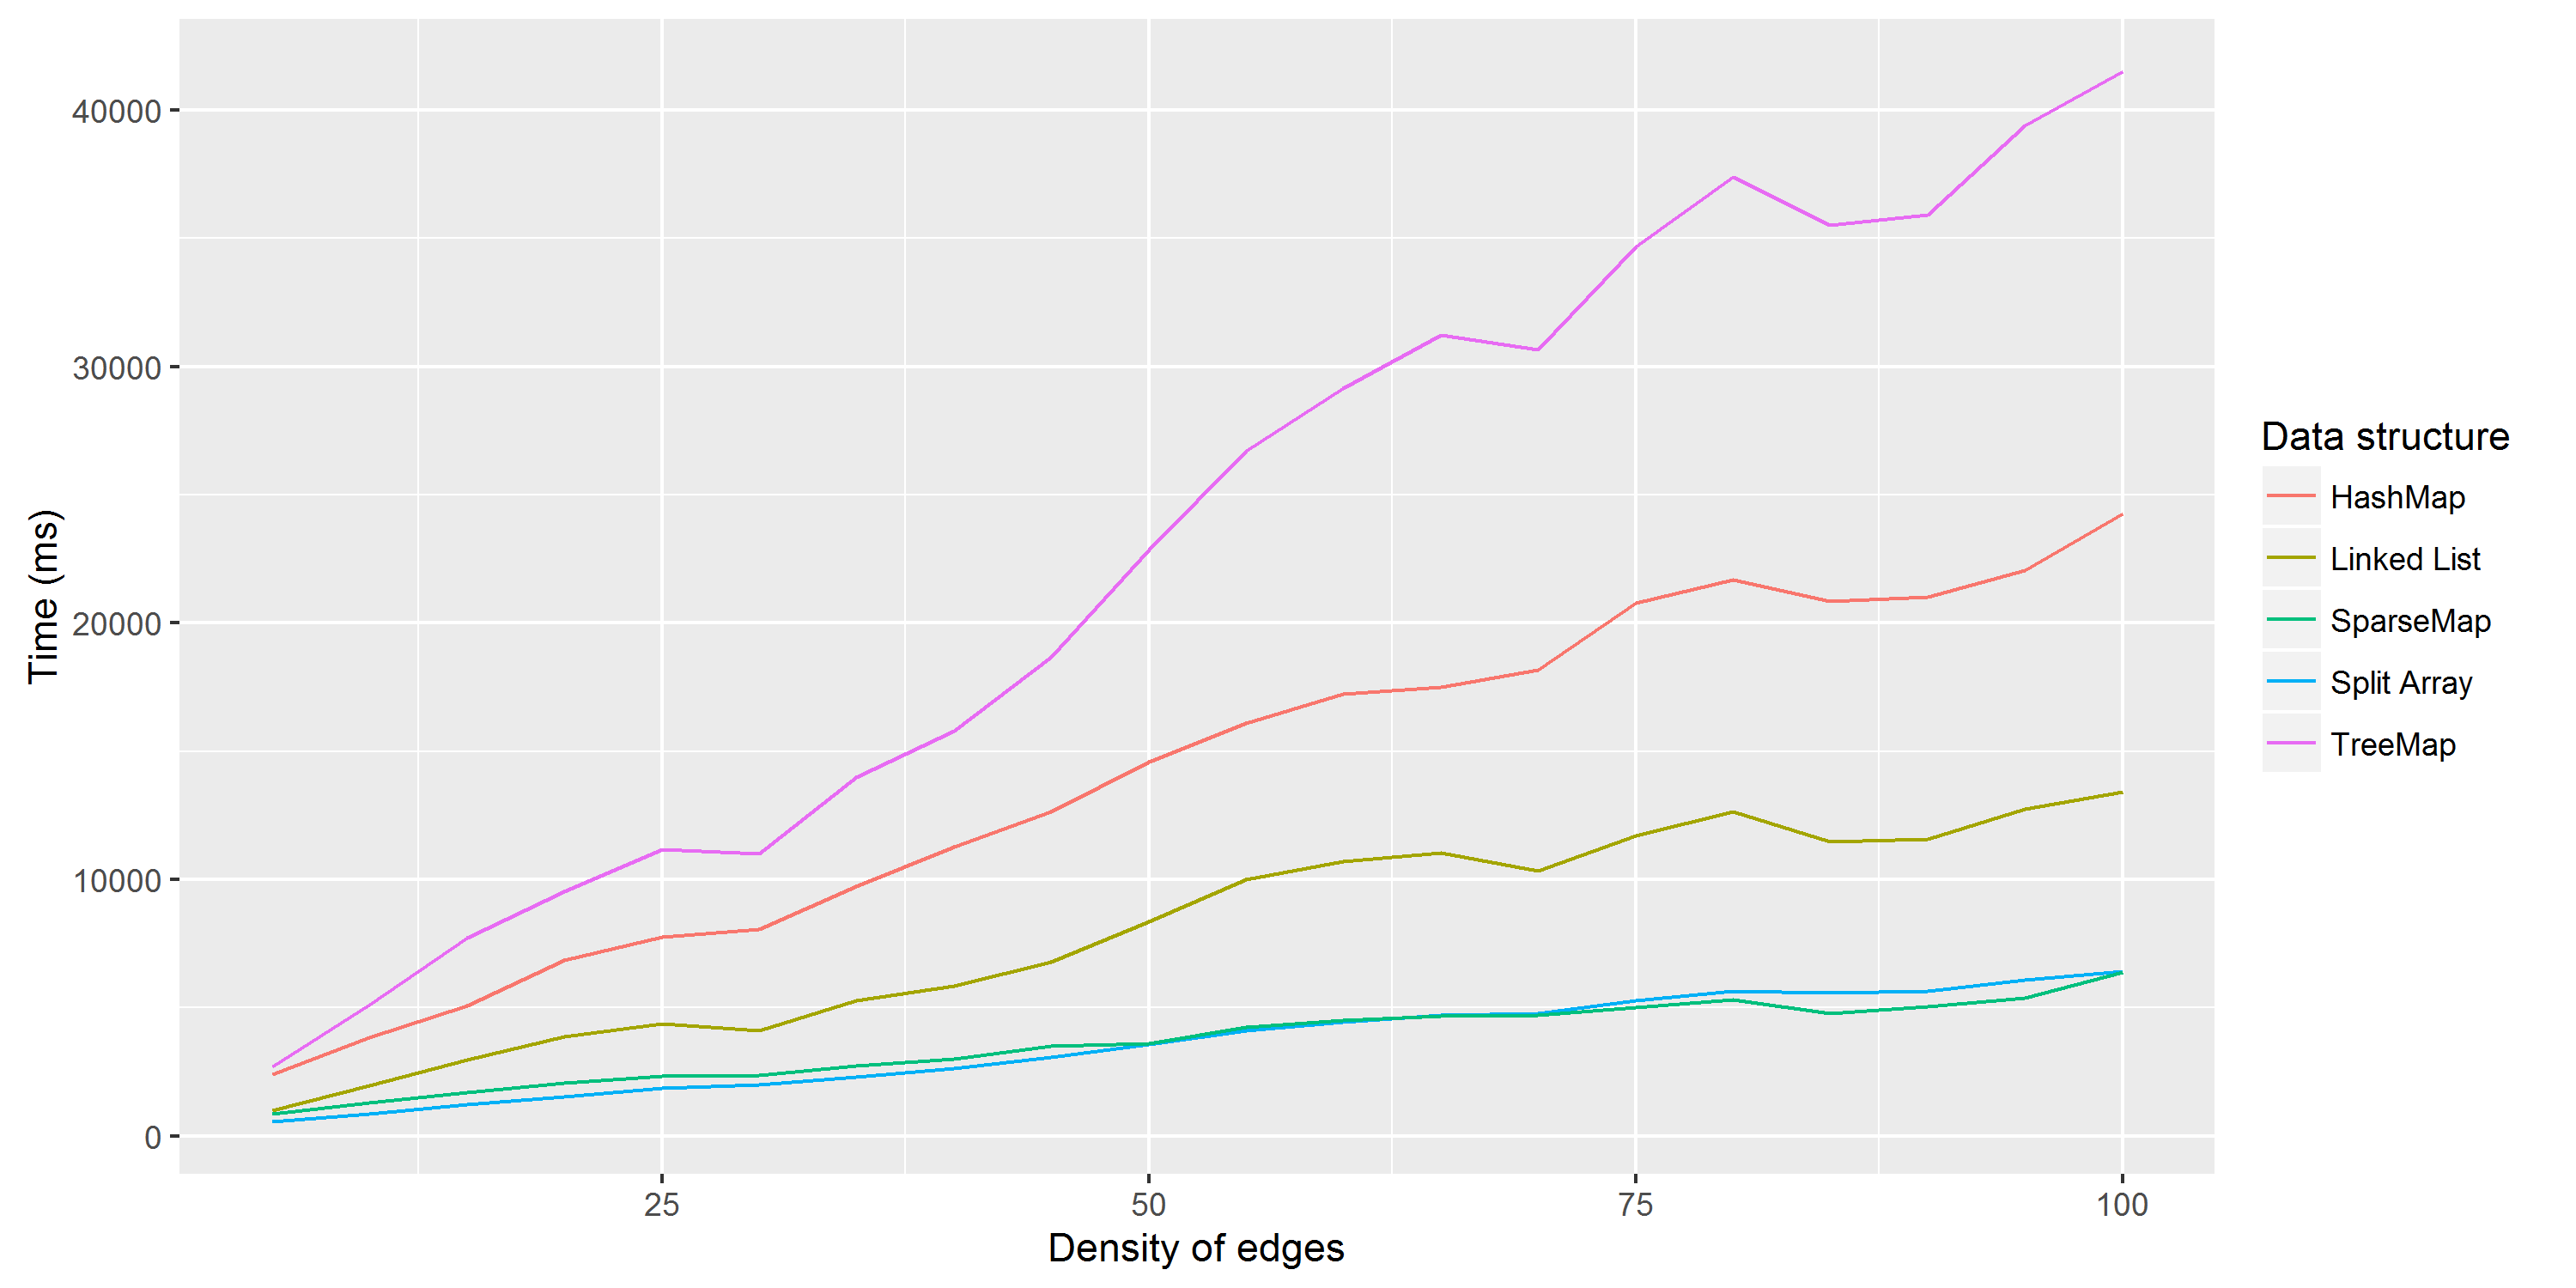 40000
30000
20000
10000
0
Time (ms)
25 50 75 100
Density of edges
Data structure
HashMap
Linked List
SparseMap
Split Array
TreeMap